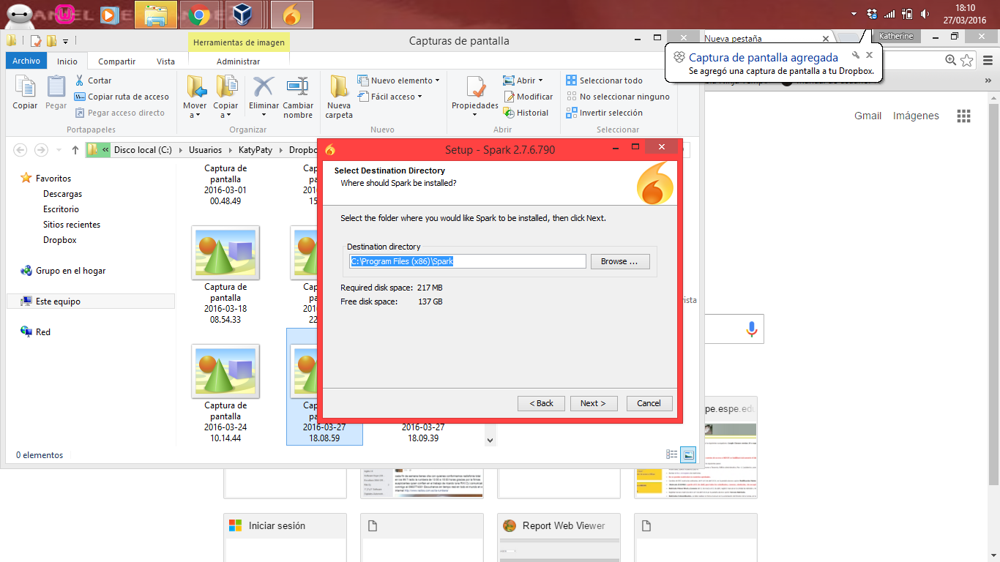 18:10
27/03/2016
Capturas de pantalla
Herramientas de imagen
Nueva pestaña
Katherine
Archivo
Inicio
Compartir
Vista
Administrar
Captura de pantalla agregada
Se agregó una captura de pantalla a tu Dropbox.
Copiar
Pegar
Cortar
Copiar ruta de acceso
Pegar acceso directo
Portapapeles
Mover a
Copiar a
Eliminar
Cambiar nombre
Organizar
Nueva carpeta
Nuevo elemento
Fácil acceso
Nuevo
Propiedades
Abrir
Modificar
Historial
Abrir
Seleccionar todo
No seleccionar ninguno
Invertir selección
Seleccionar
Gmail
Imágenes
« Disco local (C:)
Usuarios
KatyPaty
Favoritos
Descargas
Escritorio
Sitios recientes
Dropbox
Grupo en el hogar
Este equipo
Red
Captura de
pantalla
2016-03-01
00.48.49
Captura de
pantalla
2016-03-18
08.54.33
Captura de
pantalla
2016-03-24
10.14.44
2016-03-27
18.08.59
2016-03-27
18.09.39
0 elementos
Setup - Spark 2.7.6.790
Select Destination Directory
Where should Spark be installed?
Select the folder where you would like Spark to be installed, then click Next.
Destination directory
C:\Program Files (x86)\Spark
Browse ...
Required disk space: 217 MB
Free disk space: 137 GB
< Back
Next >
Cancel
Iniciar sesión
Report Web Viewer